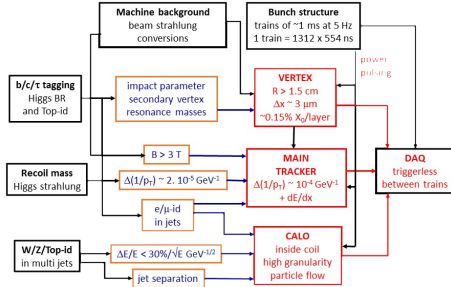 Machine background
beam strahlung
conversions
Bunch structure
trains of ~1 ms at 5 Hz
1 train = 1312 x 554 ns
power
pulsing
b/c/τ tagging
Higgs BR
and Top-id
impact parameter
secondary vertex
resonance masses
VERTEX
R > 1.5 cm
Δx ~ 3 μm
~0.15% X₀/layer
B > 3 T
MAIN
TRACKER
Δ(1/p_T) ~ 10⁻⁴ GeV⁻¹
+ dE/dx
DAQ
triggerless
between trains
Recoil mass
Higgs strahlung
Δ(1/p_T) ~ 2. 10⁻⁵ GeV⁻¹
e/μ-id
in jets
W/Z/Top-id
in multi jets
ΔE/E < 30%/√E GeV⁻¹/²
jet separation
CALO
inside coil
high granularity
particle flow